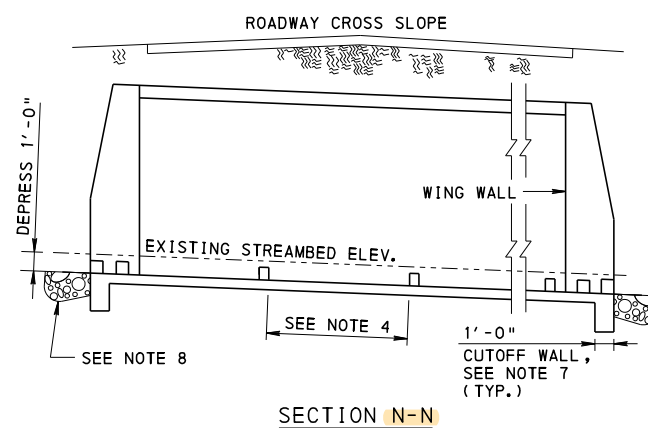 ROADWAY CROSS SLOPE
DEPRESS 1'-0"
WING WALL
EXISTING STREAMBED ELEV.
SEE NOTE 4
SEE NOTE 8
1'-0"
CUTOFF WALL,
SEE NOTE 7
(TYP.)
SECTION N-N